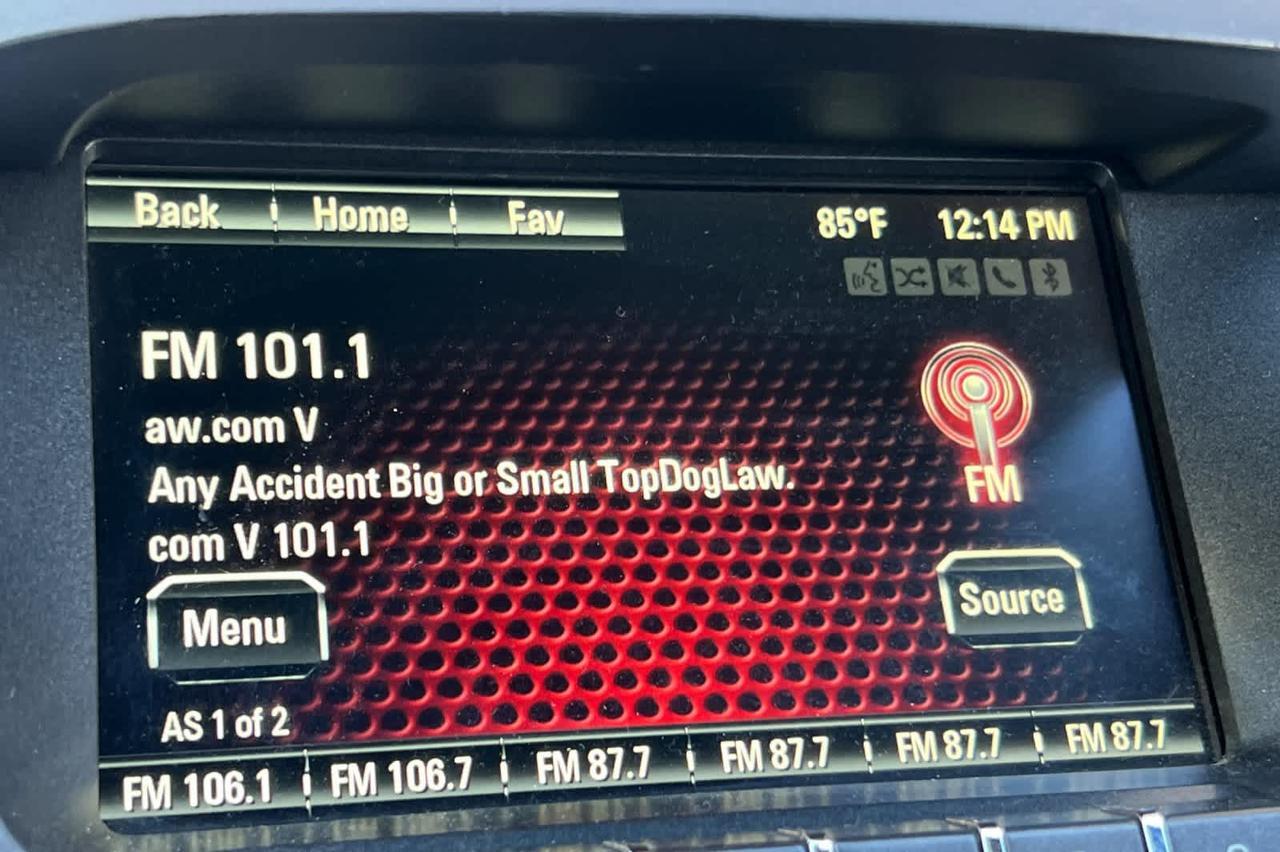 Back Home Fav 85°F 12:14 PM
FM 101.1
aw.com V
Any Accident Big or Small TopDogLaw.
com V 101.1
FM
Menu
Source
AS 1 of 2
FM 106.1 FM 106.7 FM 87.7 FM 87.7 FM 87.7 FM 87.7